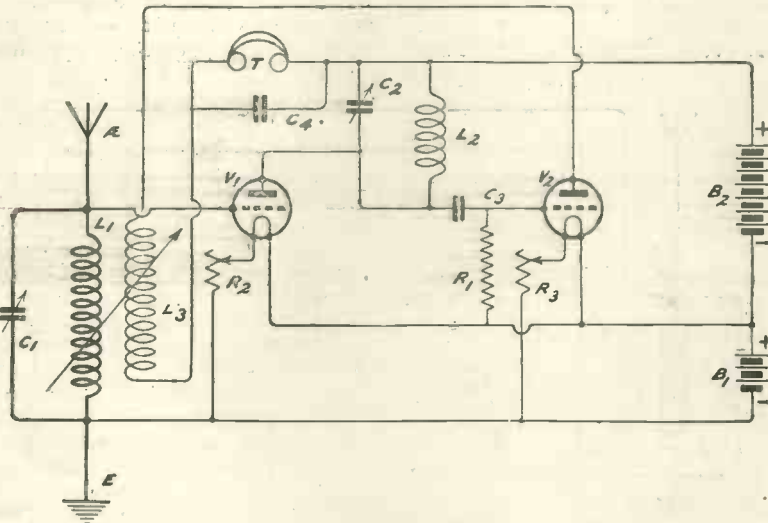 T
C2
C4.
Æ
L2
V1
C3
V2
+
B2
L1
R2
R1
R3
-
L3
C1
+
B1
-
E